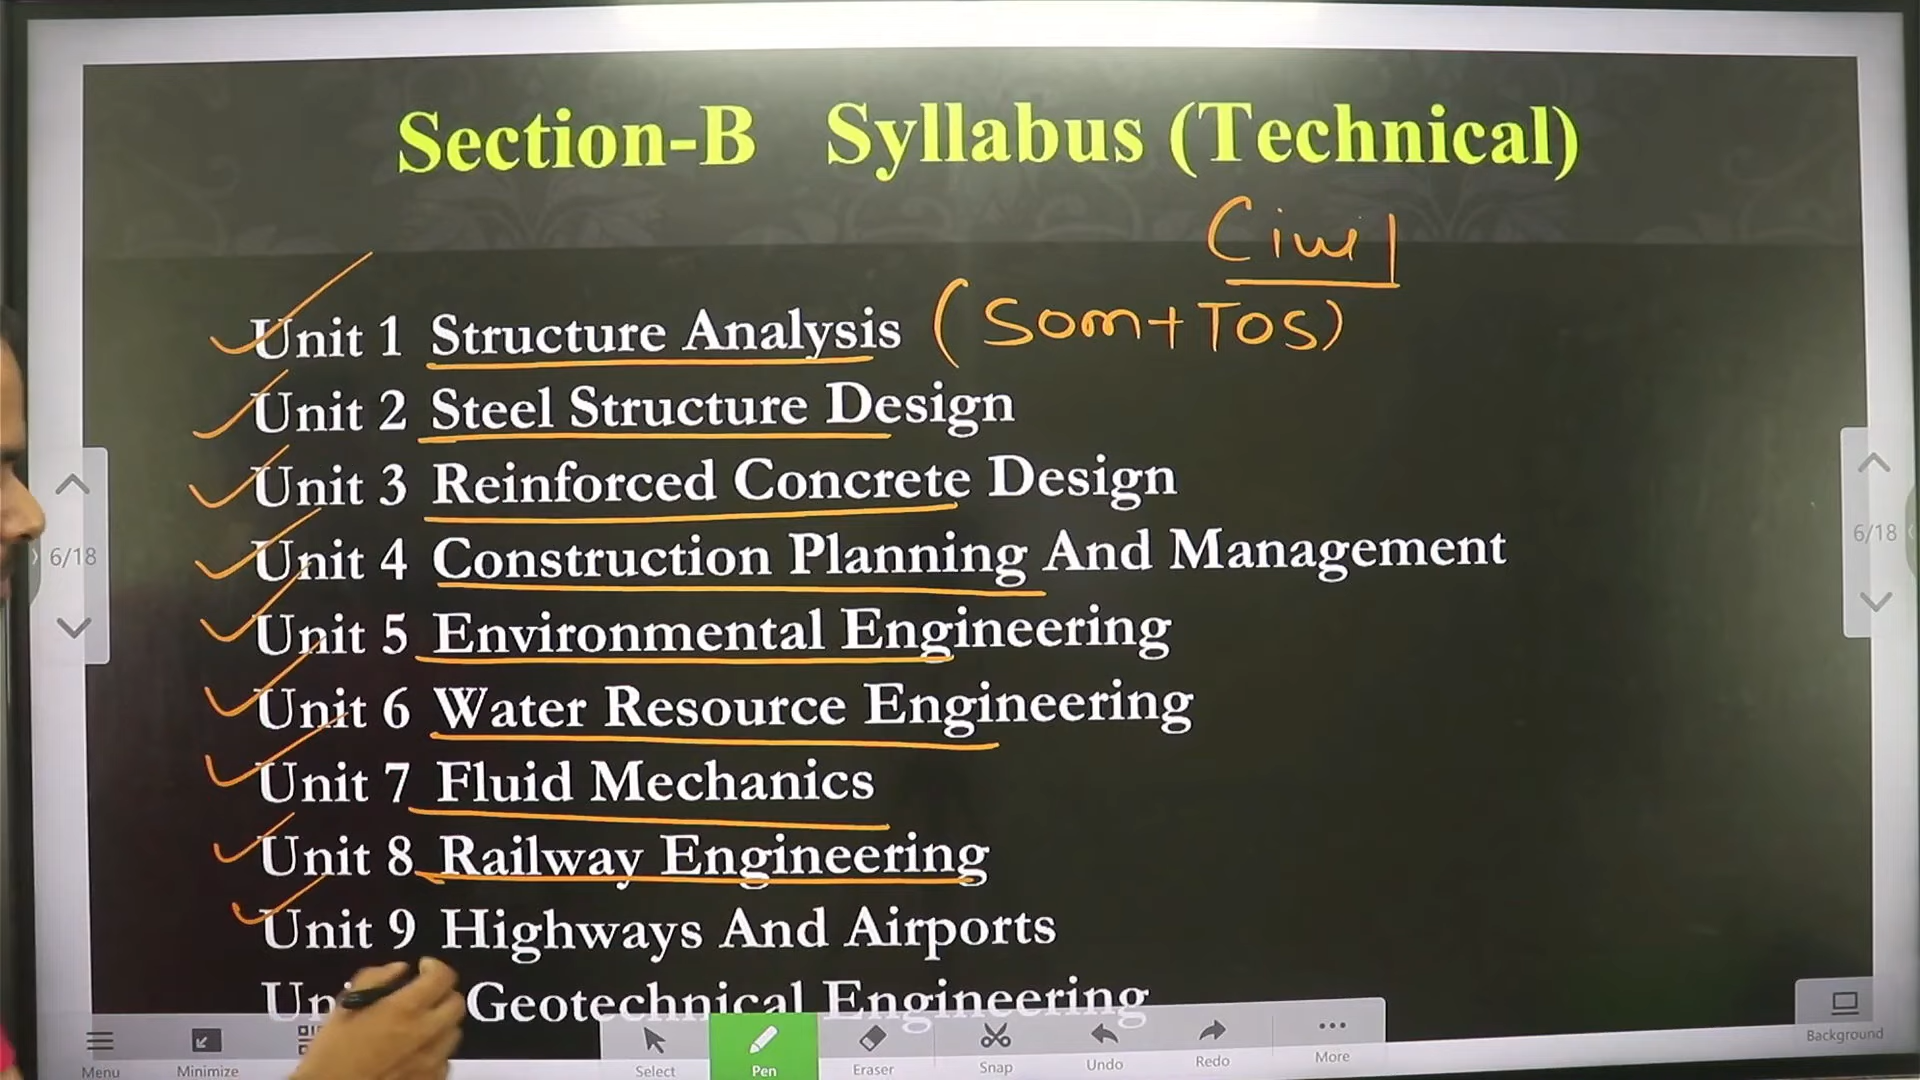 Section-B Syllabus (Technical)
Civil
Unit 1 Structure Analysis (SOM+TOS)
Unit 2 Steel Structure Design
Unit 3 Reinforced Concrete Design
Unit 4 Construction Planning And Management
Unit 5 Environmental Engineering
Unit 6 Water Resource Engineering
Unit 7 Fluid Mechanics
Unit 8 Railway Engineering
Unit 9 Highways And Airports
Geotechnical Engineering
6/18
6/18
Menu
Minimize
Select
Pen
Eraser
Snap
Undo
Redo
More
Background